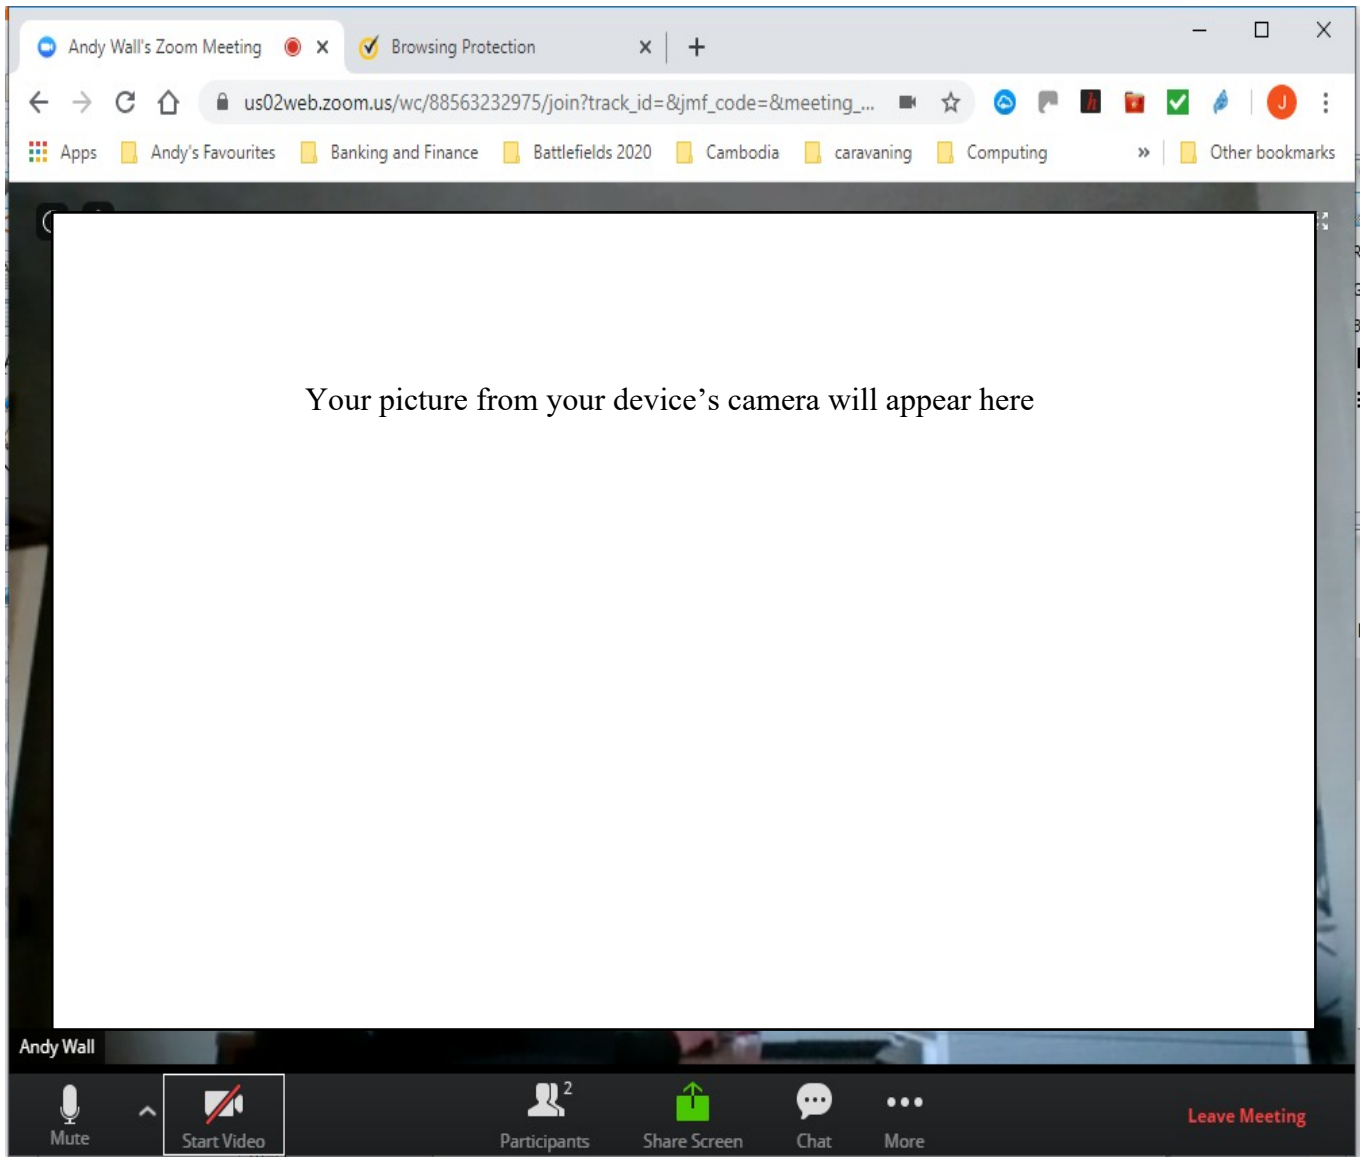 Andy Wall's Zoom Meeting
Browsing Protection
us02web.zoom.us/wc/88563232975/join?track_id=&jmf_code=&meeting_...
h
J
Apps
Andy's Favourites
Banking and Finance
Battlefields 2020
Cambodia
caravaning
Computing
»
Other bookmarks
Your picture from your device’s camera will appear here
Andy Wall
Mute
Start Video
2
Participants
Share Screen
Chat
More
Leave Meeting